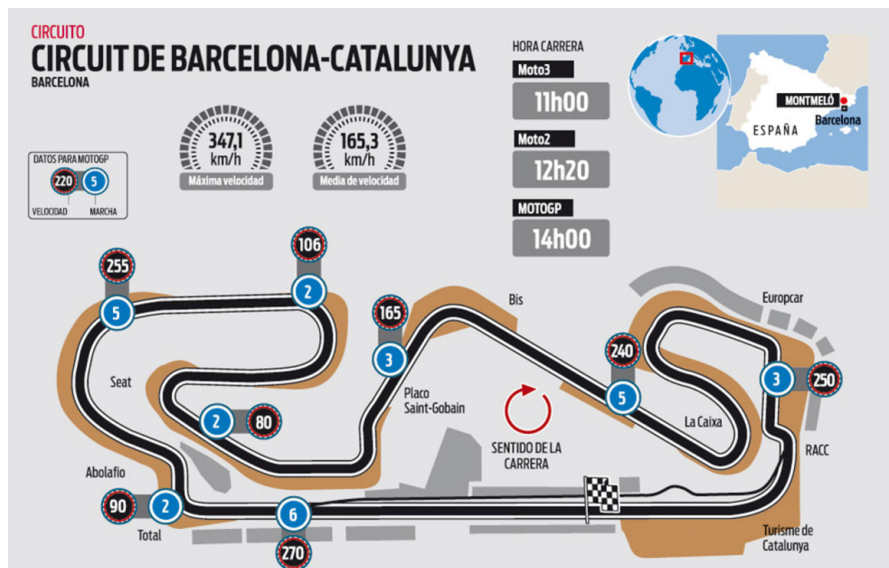 CIRCUITO
CIRCUIT DE BARCELONA-CATALUNYA
BARCELONA
347,1
km/h
Máxima velocidad
165,3
km/h
Media de velocidad
DATOS PARA MOTOGP
220
5
VELOCIDAD
MARCHA
HORA CARRERA
Moto3
11h00
Moto2
12h20
MOTOGP
14h00
MONTMELÓ
Barcelona
ESPAÑA
106
2
255
5
165
3
Bis
Europcar
240
5
3
250
Seat
Placo
Saint-Gobain
2
80
La Caixa
SENTIDO DE LA
CARRERA
RACC
Abolafio
90
2
Total
6
270
Turisme de
Catalunya